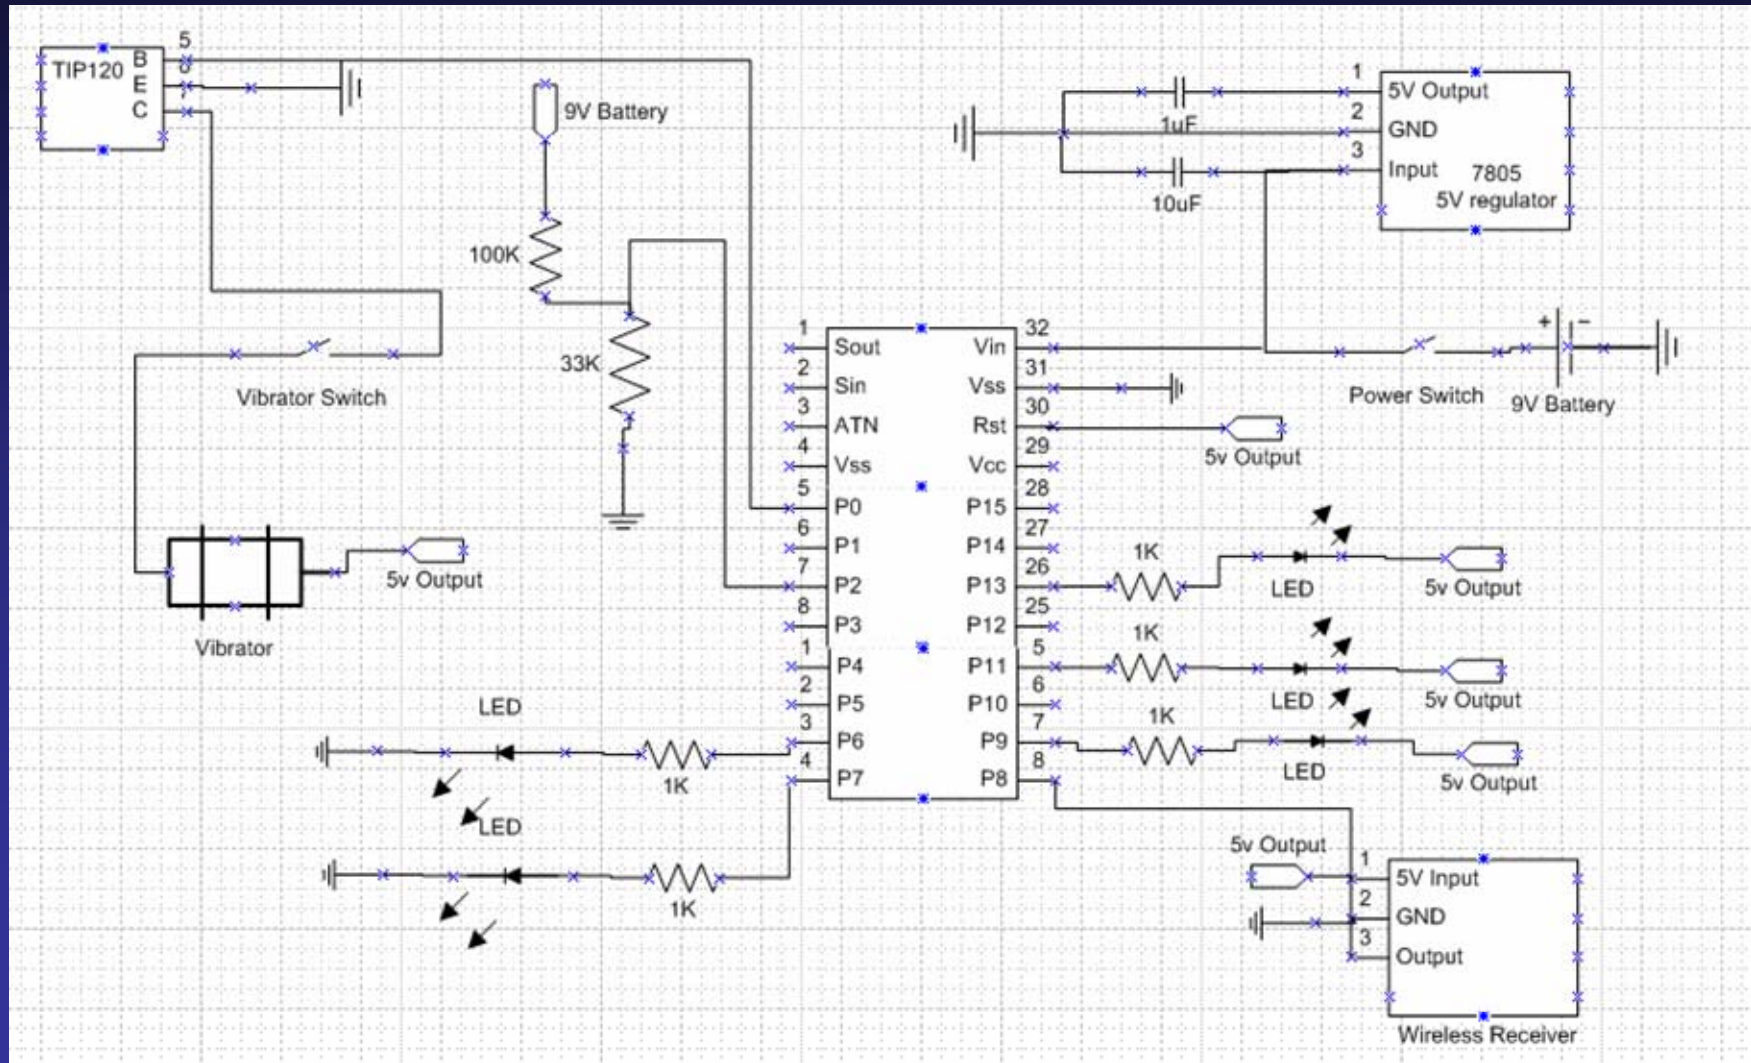 5
B
TIP120
6
E
7
C
9V Battery
100K
33K
Vibrator Switch
5v Output
Vibrator
1
5V Output
1uF
2
GND
3
Input
7805
10uF
5V regulator
+
−
Power Switch
9V Battery
1
Sout
2
Sin
3
ATN
4
Vss
5
P0
6
P1
7
P2
8
P3
1
P4
2
P5
3
P6
4
P7
32
Vin
31
Vss
30
Rst
29
Vcc
28
P15
27
P14
26
P13
25
P12
5
P11
6
P10
7
P9
8
P8
5v Output
1K
LED
5v Output
1K
LED
5v Output
1K
LED
5v Output
LED
1K
LED
1K
5v Output
1
5V Input
2
GND
3
Output
Wireless Receiver